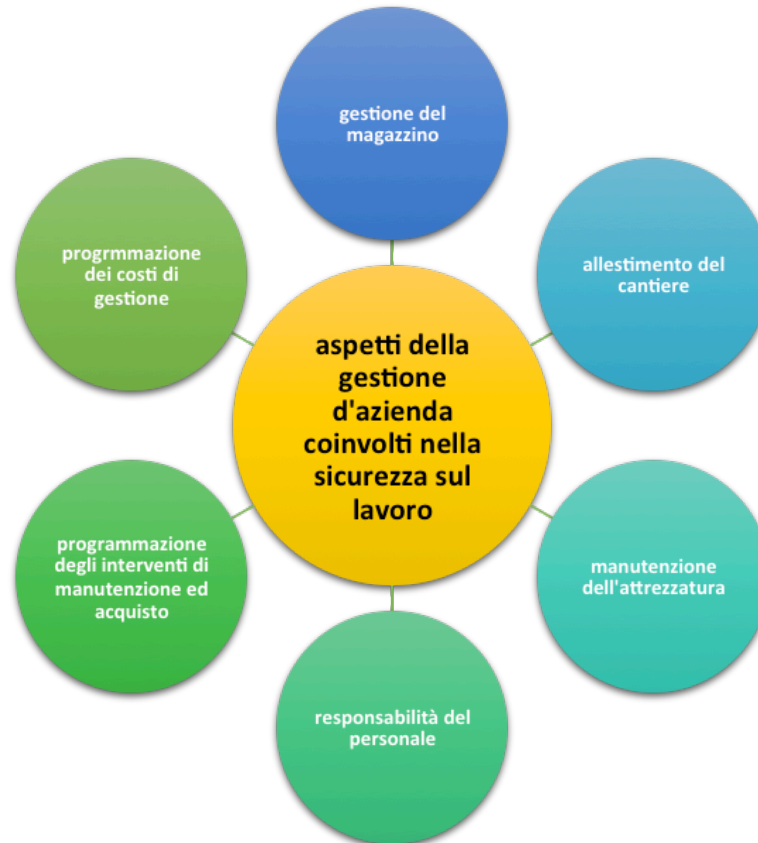 gestione del
magazzino
allestimento del
cantiere
manutenzione
dell'attrezzatura
responsabilità del
personale
programmazione
degli interventi di
manutenzione ed
acquisto
progrmmazione
dei costi di
gestione
aspetti della
gestione
d'azienda
coinvolti nella
sicurezza sul
lavoro